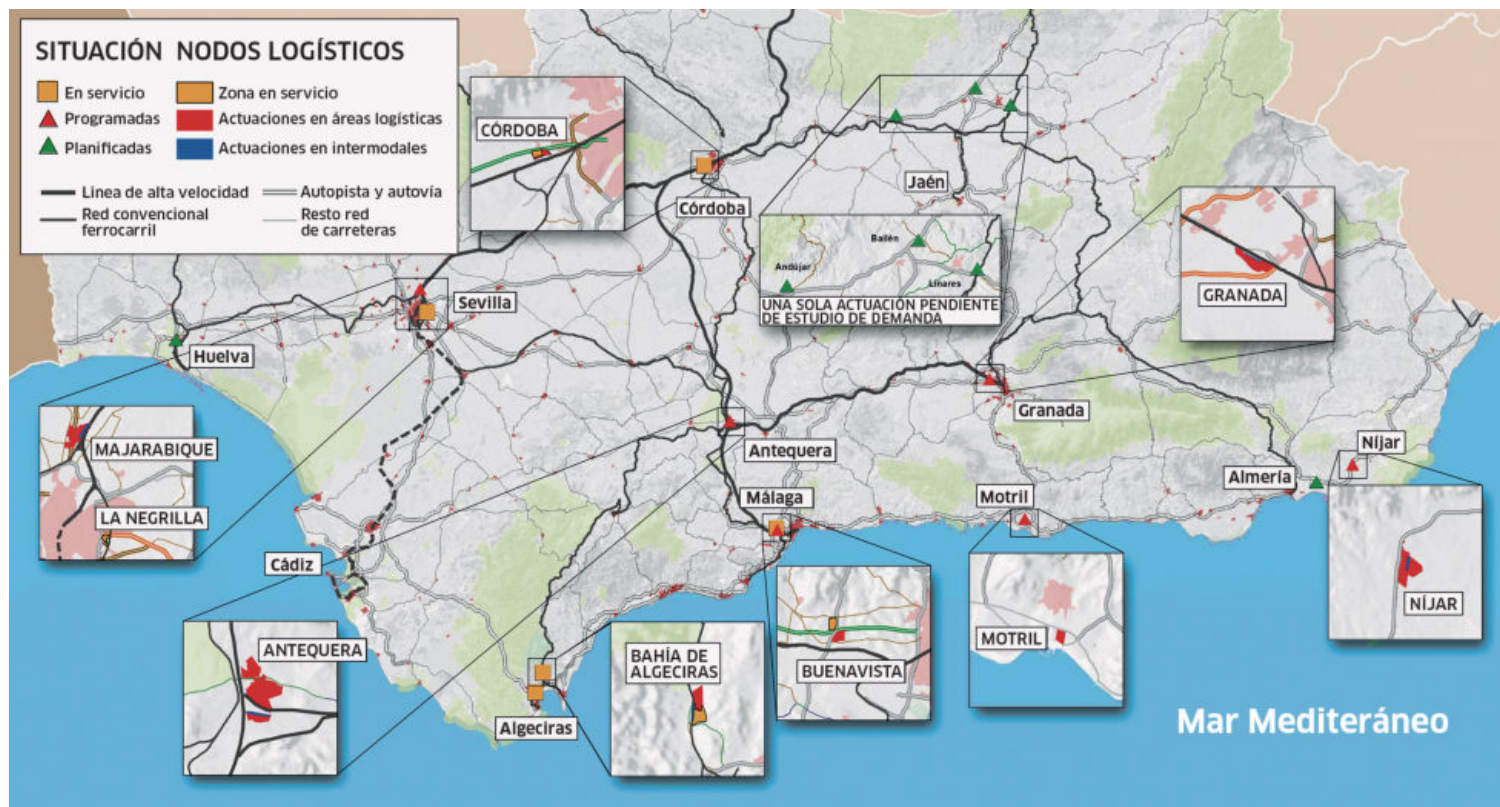 SITUACIÓN
En servicio
Programadas
Planificadas
NODOS LOGÍSTICOS
Zona en servicio
Actuaciones en áreas logísticas
Actuaciones en intermodales
Linea de alta velocidad
Red convencional
ferrocarril
Autopista y autovía
Resto red
de carreteras
CÓRDOBA
Córdoba
Jaén
Bailén
Andújar
Linares
UNA SOLA ACTUACIÓN PENDIENTE
DE ESTUDIO DE DEMANDA
GRANADA
Sevilla
Huelva
Granada
Antequera
Níjar
Almería
Málaga
Motril
MAJARABIQUE
LA NEGRILLA
Cádiz
ANTEQUERA
BAHÍA DE
ALGECIRAS
BUENAVISTA
MOTRIL
NÍJAR
Algeciras
Mar Mediteráneo